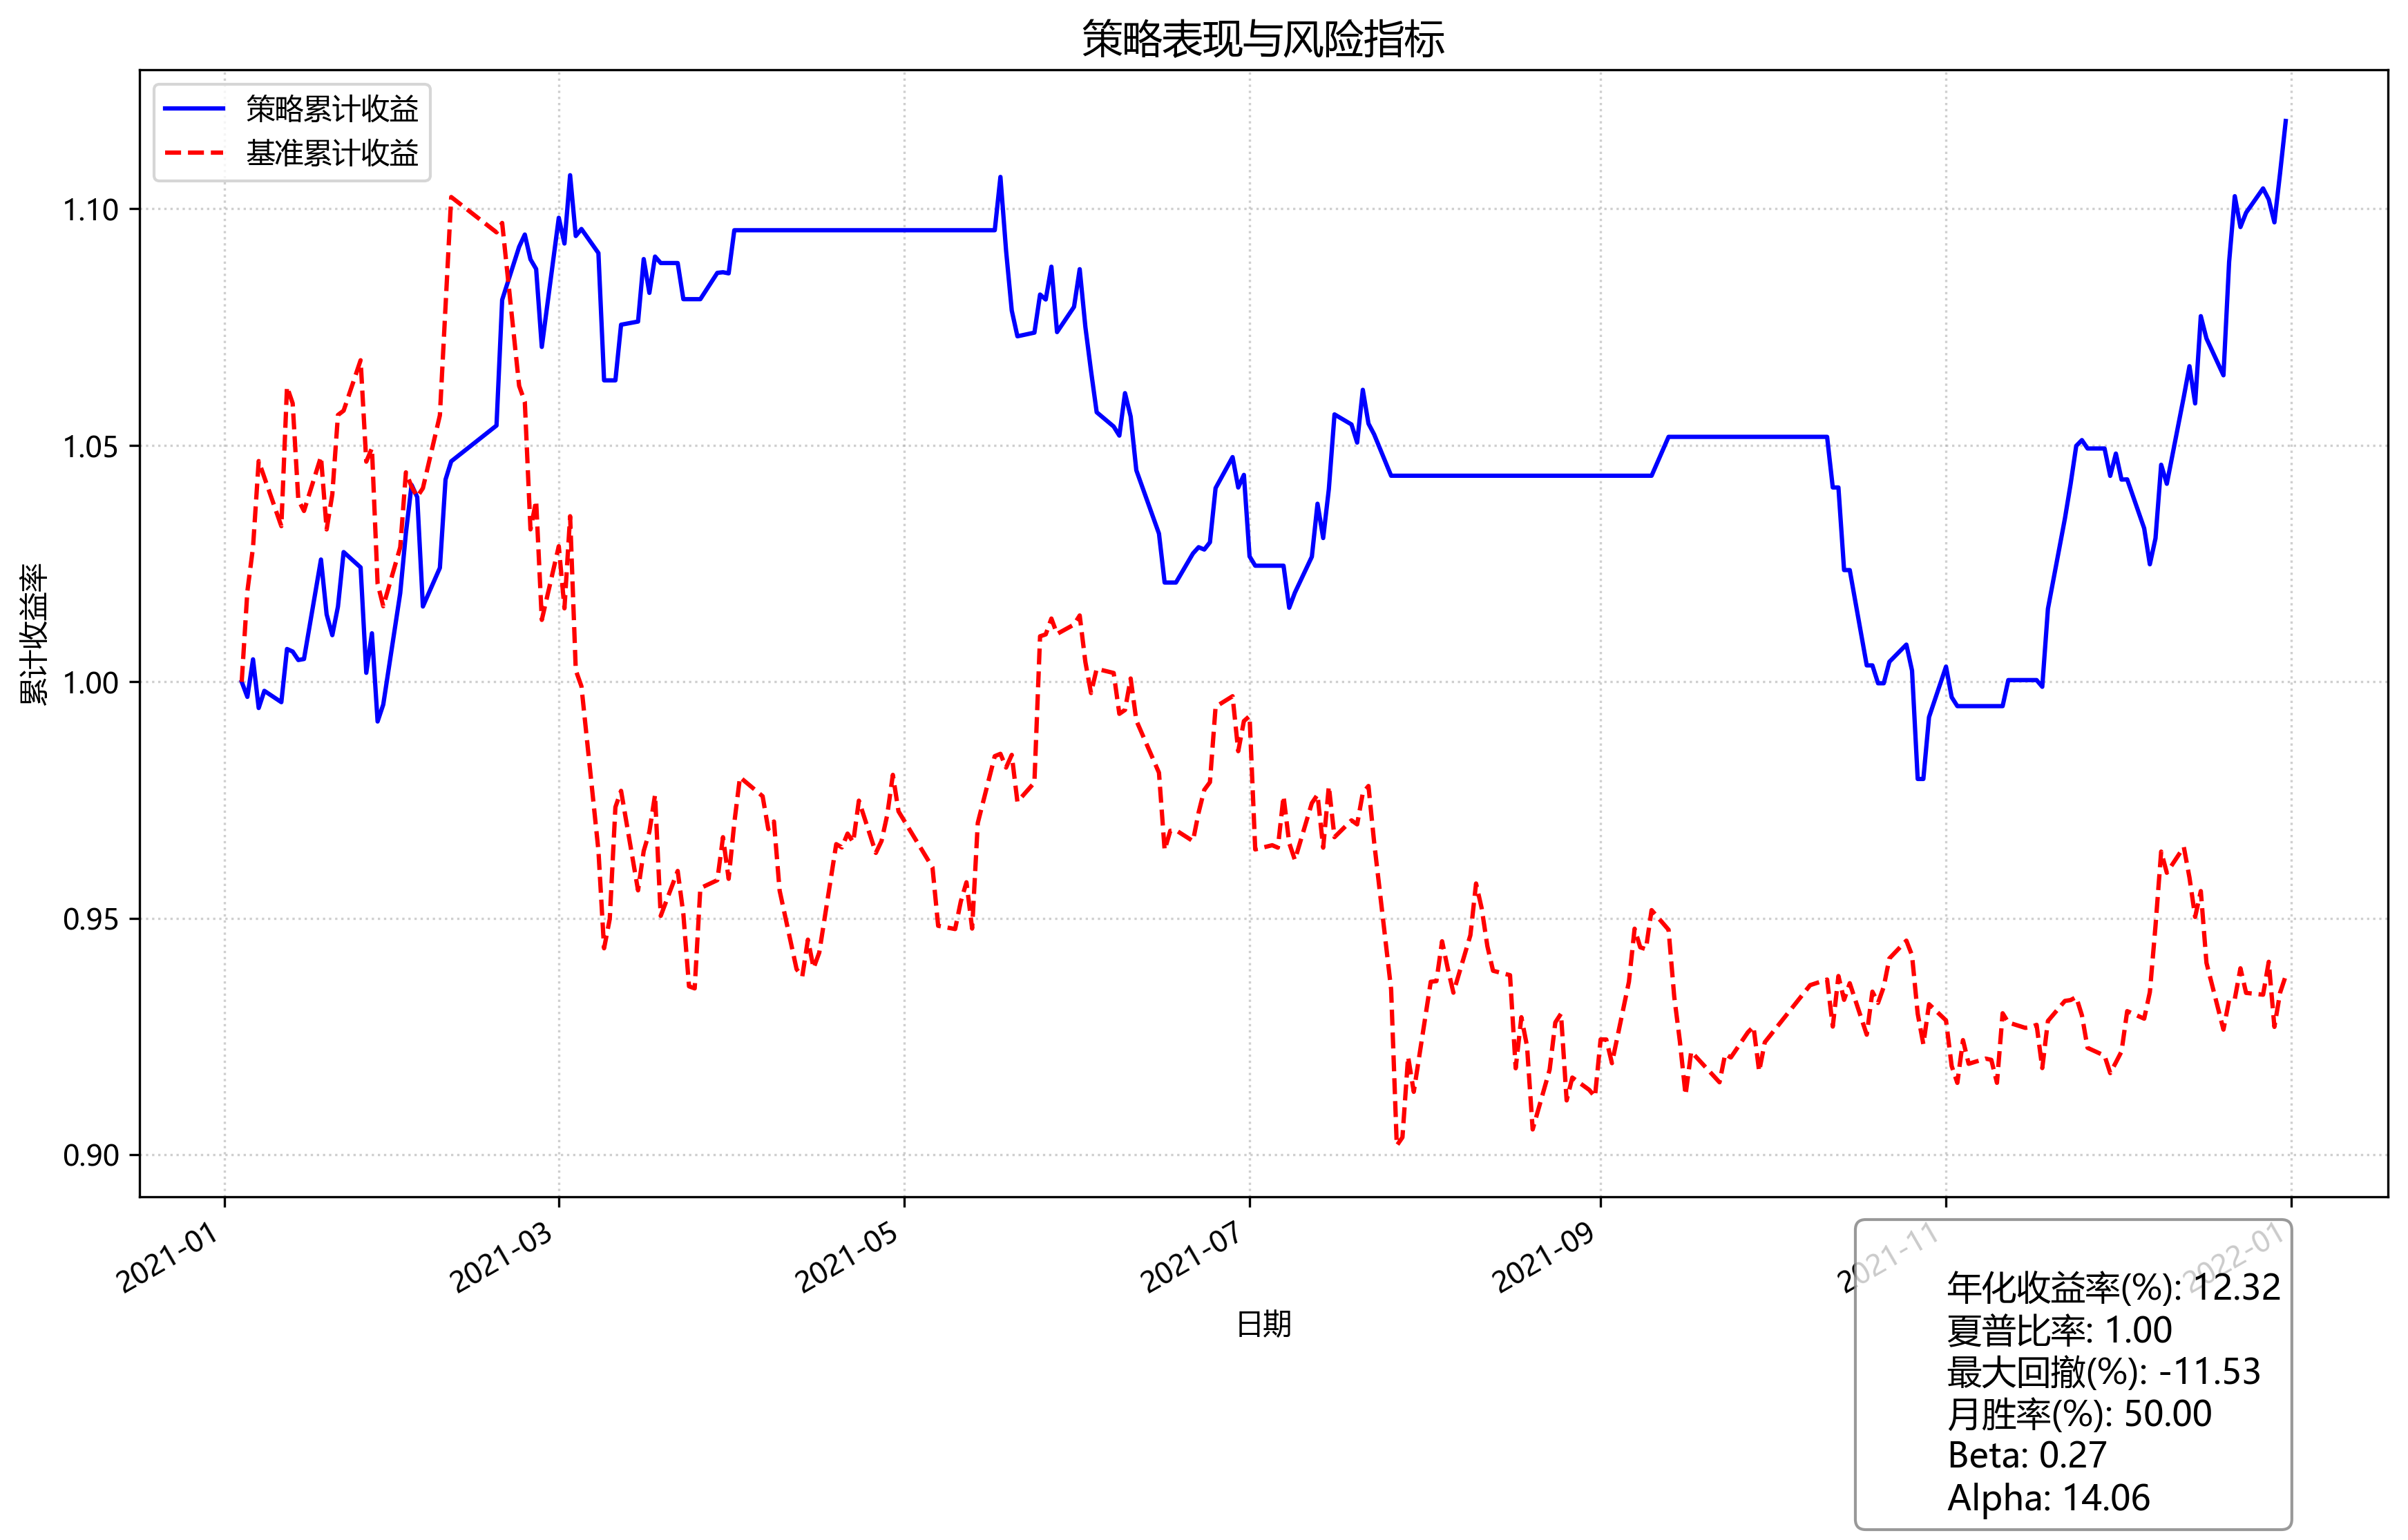 策略表现与风险指标
策略累计收益
基准累计收益
累计收益率
1.10
1.05
1.00
0.95
0.90
2021-01
2021-03
2021-05
2021-07
2021-09
2021-11
2022-01
日期
年化收益率(%): 12.32
夏普比率: 1.00
最大回撤(%): -11.53
月胜率(%): 50.00
Beta: 0.27
Alpha: 14.06